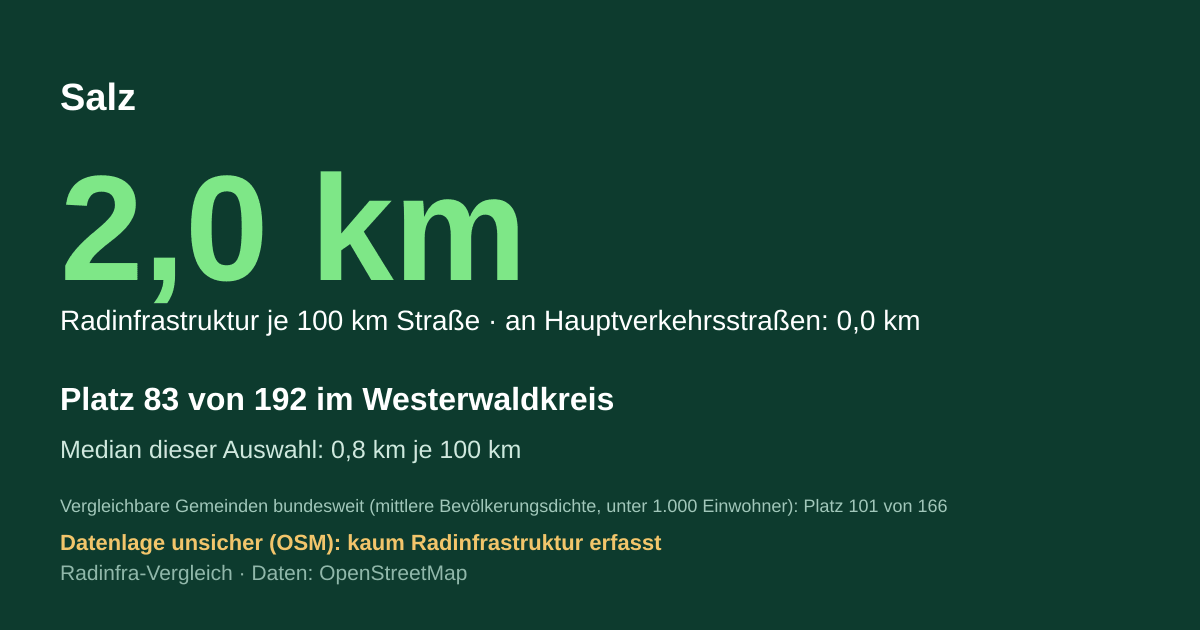 Salz
2,0 km
Radinfrastruktur je 100 km Straße · an Hauptverkehrsstraßen: 0,0 km
Platz 83 von 192 im Westerwaldkreis
Median dieser Auswahl: 0,8 km je 100 km
Vergleichbare Gemeinden bundesweit (mittlere Bevölkerungsdichte, unter 1.000 Einwohner): Platz 101 von 166
Datenlage unsicher (OSM): kaum Radinfrastruktur erfasst
Radinfra-Vergleich · Daten: OpenStreetMap